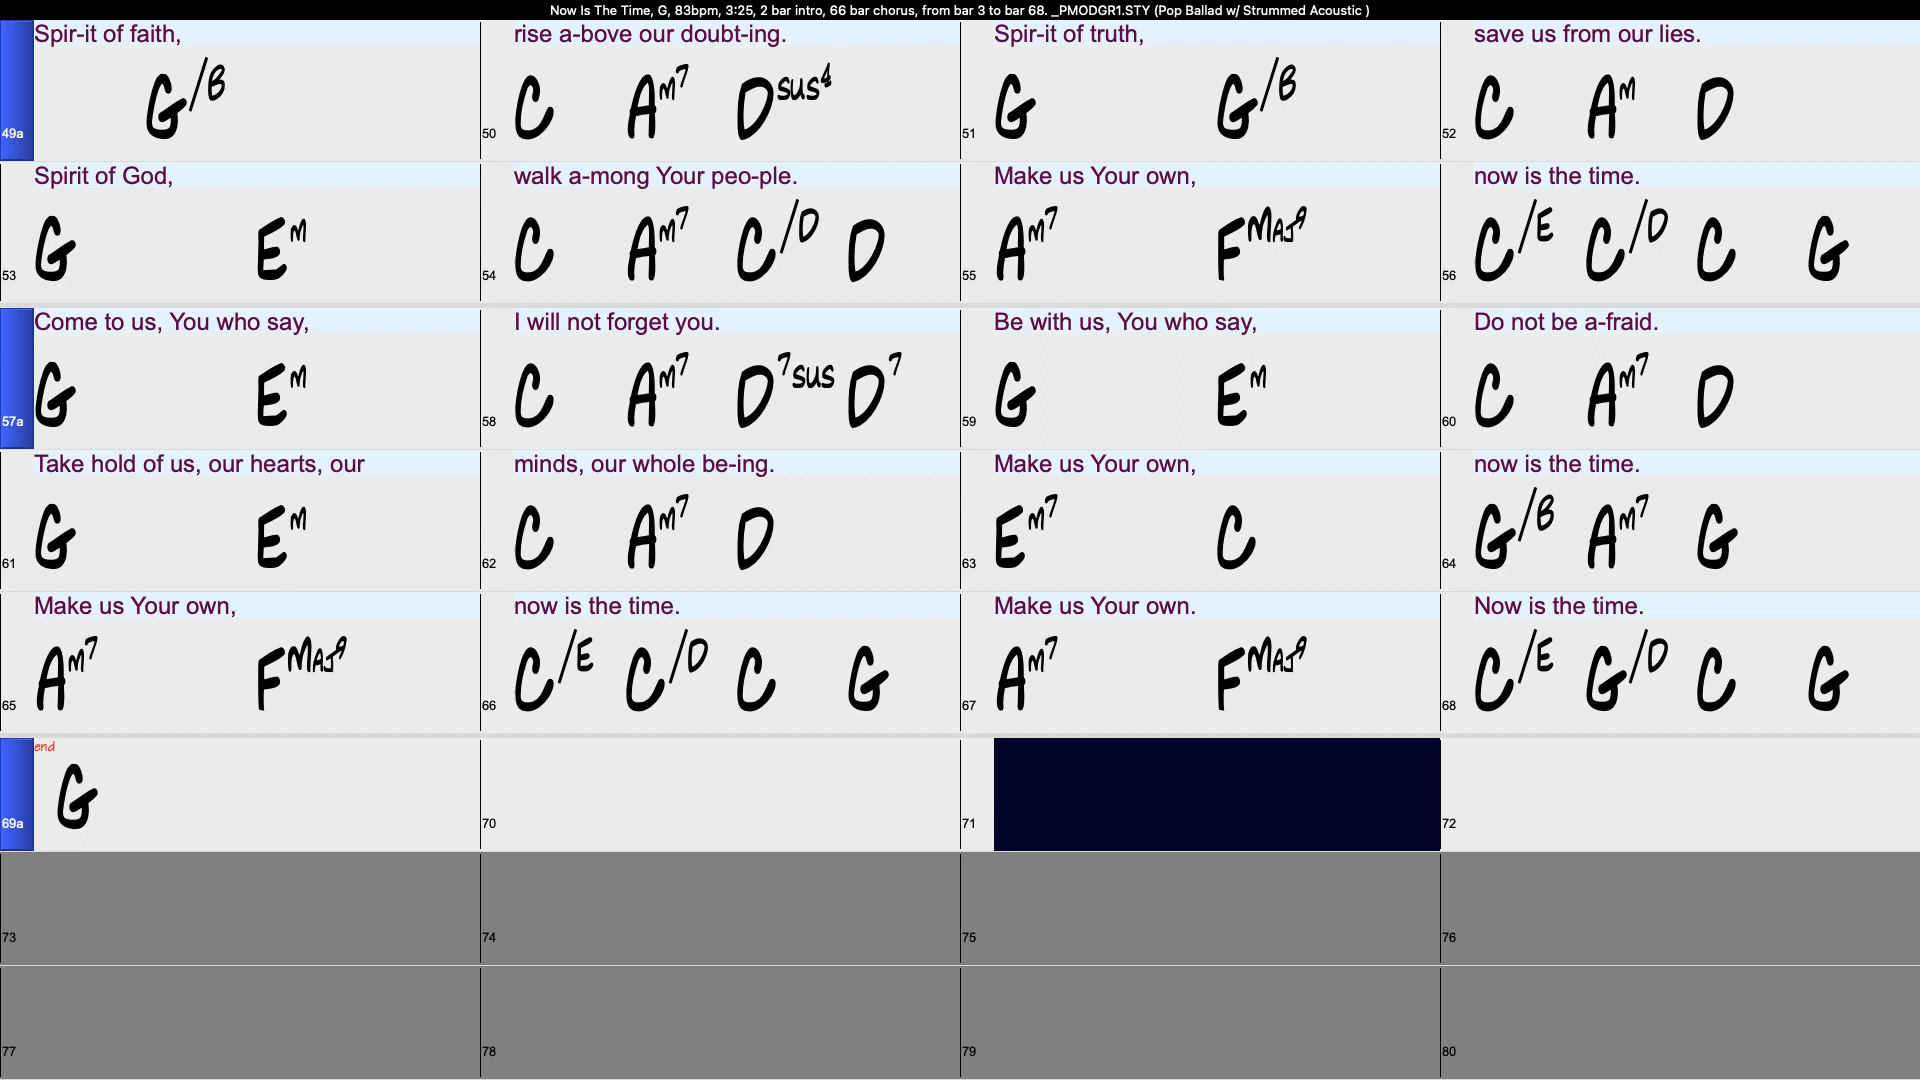 Now Is The Time, G, 83bpm, 3:25, 2 bar intro, 66 bar chorus, from bar 3 to bar 68. _PMODGR1.STY (Pop Ballad w/ Strummed Acoustic )
Spir-it of faith, rise a-bove our doubt-ing. Spir-it of truth, save us from our lies.
49a G/B 50 C Am7 Dsus4 51 G G/B 52 C Am D
Spirit of God, walk a-mong Your peo-ple. Make us Your own, now is the time.
53 G Em 54 C Am7 C/D D 55 Am7 FMaj9 56 C/E C/D C G
Come to us, You who say, I will not forget you. Be with us, You who say, Do not be a-fraid.
57a G Em 58 C Am7 D7sus D7 59 G Em 60 C Am7 D
Take hold of us, our hearts, our minds, our whole be-ing. Make us Your own, now is the time.
61 G Em 62 C Am7 D 63 Em7 C 64 G/B Am7 G
Make us Your own, now is the time. Make us Your own. Now is the time.
65 Am7 FMaj9 66 C/E C/D C G 67 Am7 FMaj9 68 C/E G/D C G
end
69a G 70 71 72
73 74 75 76
77 78 79 80